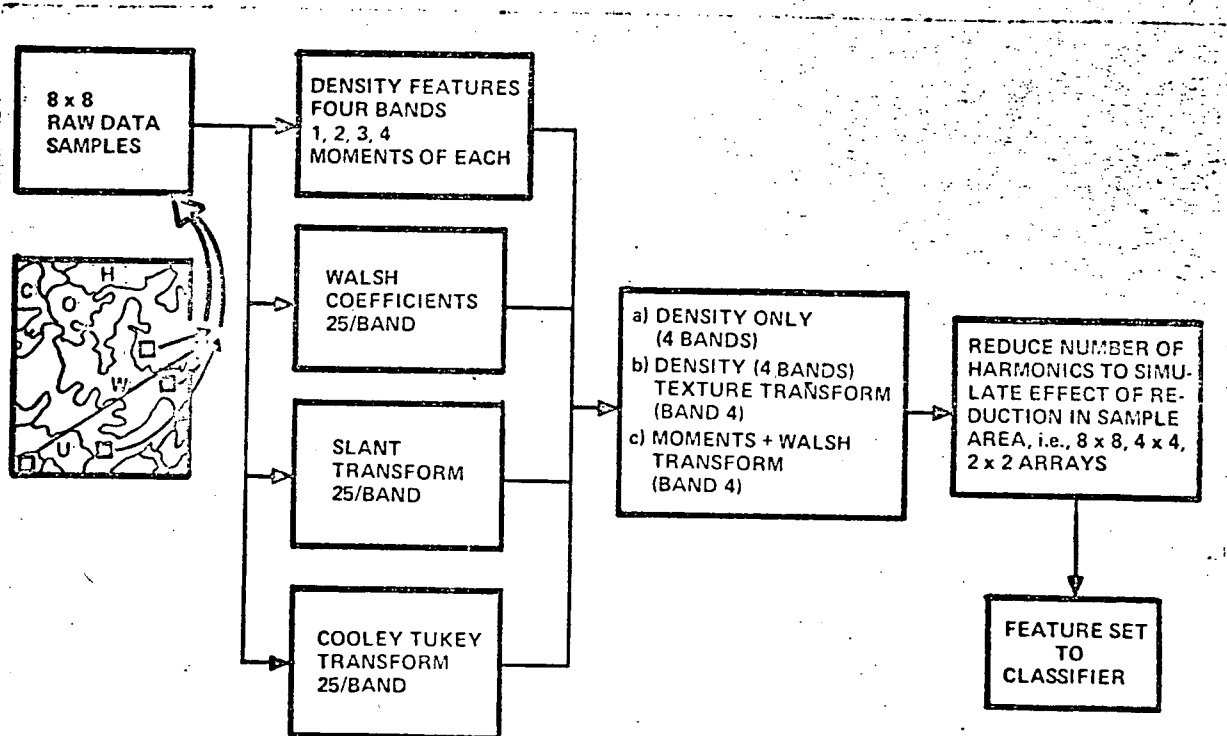 8 x 8
RAW DATA
SAMPLES
DENSITY FEATURES
FOUR BANDS
1, 2, 3, 4
MOMENTS OF EACH
H
C
O
W
U
WALSH
COEFFICIENTS
25/BAND
SLANT
TRANSFORM
25/BAND
COOLEY TUKEY
TRANSFORM
25/BAND
a) DENSITY ONLY
(4 BANDS)
b) DENSITY (4 BANDS)
TEXTURE TRANSFORM
(BAND 4)
c) MOMENTS + WALSH
TRANSFORM
(BAND 4)
REDUCE NUMBER OF
HARMONICS TO SIMU-
LATE EFFECT OF RE-
DUCTION IN SAMPLE
AREA, i.e., 8 x 8, 4 x 4,
2 x 2 ARRAYS
FEATURE SET
TO
CLASSIFIER